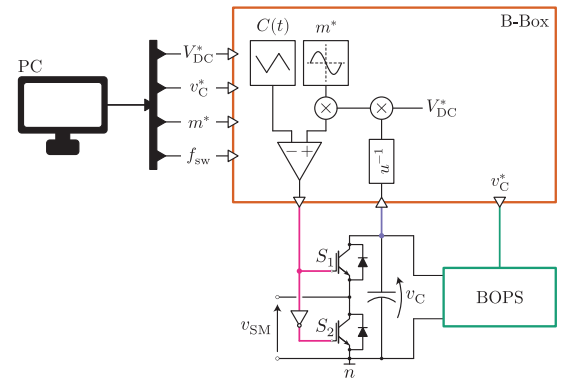 B-Box
C(t)
m*
PC
V*DC
v*C
m*
fsw
V*DC
− +
u⁻¹
v*C
S1
S2
vSM
vC
BOPS
n